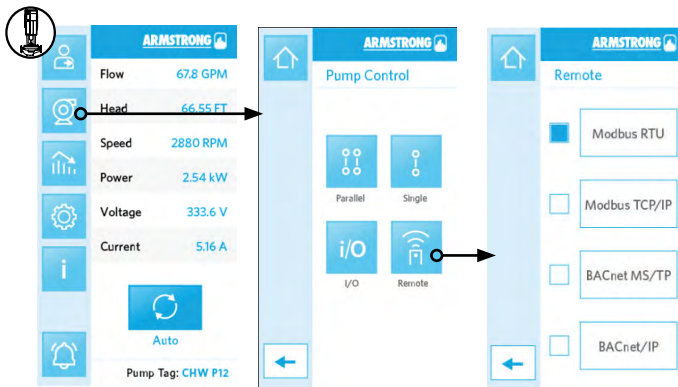 ARMSTRONG
Flow 67.8 GPM
Head 66.55 FT
Speed 2880 RPM
Power 2.54 kW
Voltage 333.6 V
Current 5.16 A
i
Auto
Pump Tag: CHW P12
ARMSTRONG
Pump Control
Parallel Single
i/O
I/O Remote
ARMSTRONG
Remote
Modbus RTU
Modbus TCP/IP
BACnet MS/TP
BACnet/IP